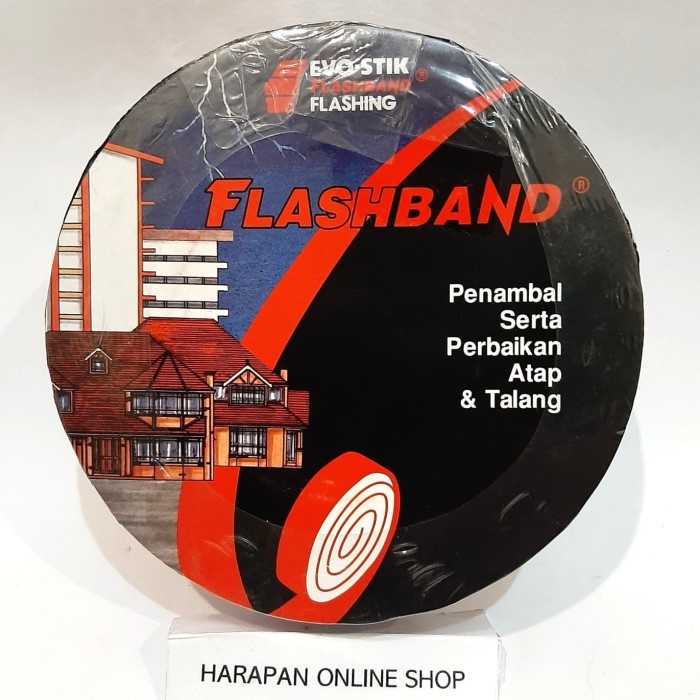 EVO-STIK
FLASHBAND®
FLASHING
FLASHBAND®
Penambal
Serta
Perbaikan
Atap
& Talang
HARAPAN ONLINE SHOP